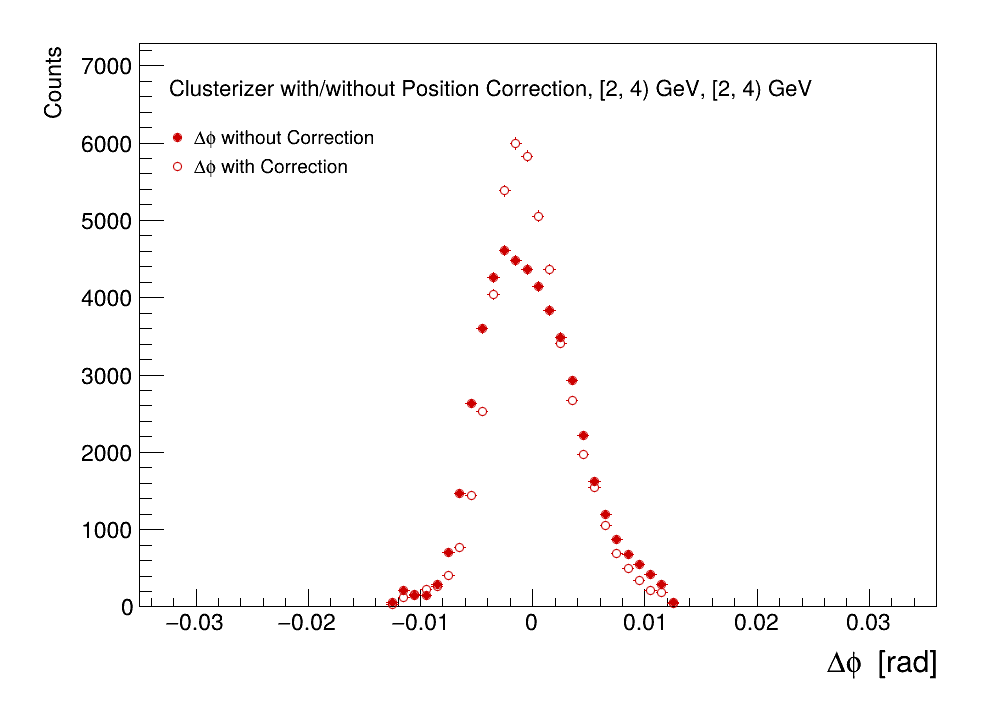 Counts
7000
6000
5000
4000
3000
2000
1000
0
Clusterizer with/without Position Correction, [2, 4) GeV, [2, 4) GeV
Δϕ without Correction
Δϕ with Correction
−0.03 −0.02 −0.01 0 0.01 0.02 0.03
Δϕ [rad]